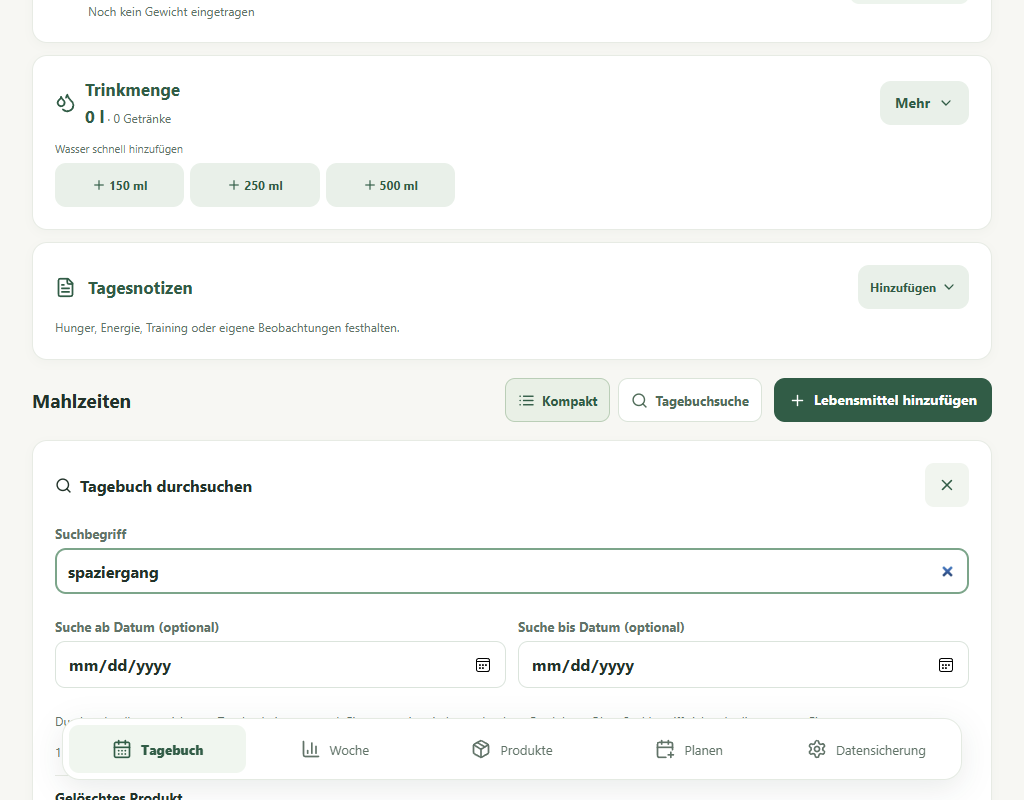 Noch kein Gewicht eingetragen
Trinkmenge
0 l · 0 Getränke
Mehr
Wasser schnell hinzufügen
+ 150 ml
+ 250 ml
+ 500 ml
Tagesnotizen
Hinzufügen
Hunger, Energie, Training oder eigene Beobachtungen festhalten.
Mahlzeiten
Kompakt
Tagebuchsuche
+ Lebensmittel hinzufügen
Tagebuch durchsuchen
Suchbegriff
spaziergang
Suche ab Datum (optional)
Suche bis Datum (optional)
mm/dd/yyyy
mm/dd/yyyy
1
Tagebuch
Woche
Produkte
Planen
Datensicherung
Gelöschtes Produkt